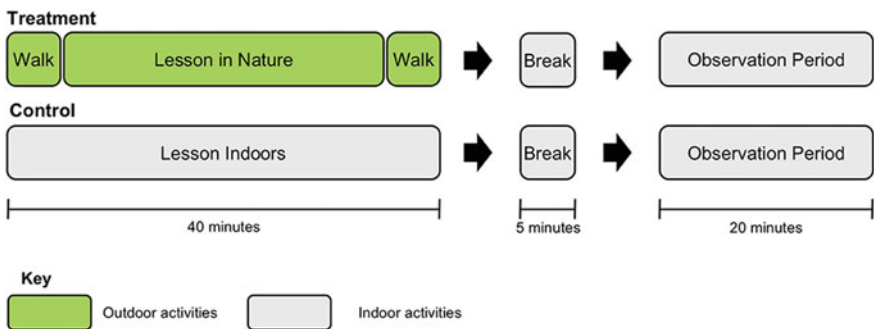 Treatment
Walk Lesson in Nature Walk Break Observation Period
Control
Lesson Indoors Break Observation Period
40 minutes 5 minutes 20 minutes
Key
Outdoor activities Indoor activities